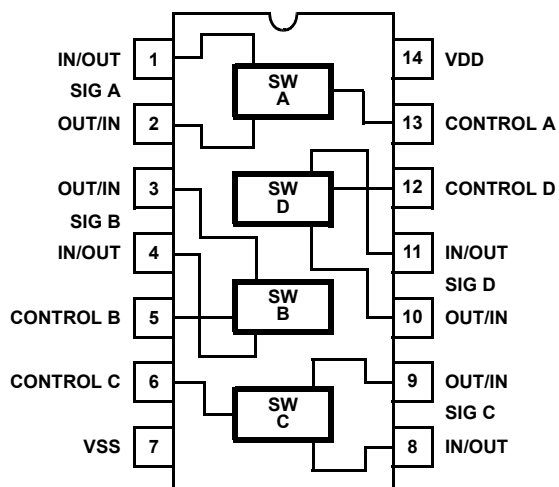 IN/OUT 1
SIG A
OUT/IN 2
OUT/IN 3
SIG B
IN/OUT 4
CONTROL B 5
CONTROL C 6
VSS 7
SW
A
SW
D
SW
B
SW
C
14 VDD
13 CONTROL A
12 CONTROL D
11 IN/OUT
SIG D
10 OUT/IN
9 OUT/IN
SIG C
8 IN/OUT